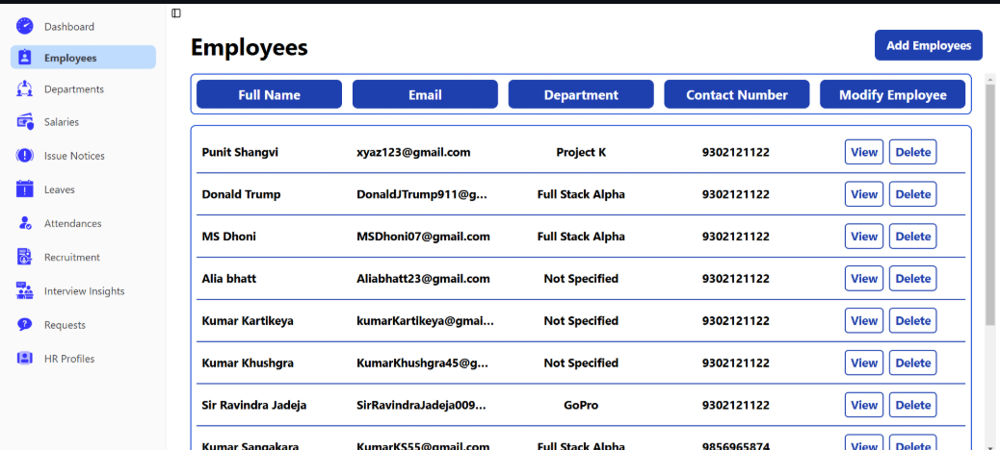 Dashboard
Employees
Departments
Salaries
Issue Notices
Leaves
Attendances
Recruitment
Interview Insights
Requests
HR Profiles
Employees
Add Employees
Full Name Email Department Contact Number Modify Employee
Punit Shangvi xyaz123@gmail.com Project K 9302121122 View Delete
Donald Trump DonaldJTrump911@g... Full Stack Alpha 9302121122 View Delete
MS Dhoni MSDhoni07@gmail.com Full Stack Alpha 9302121122 View Delete
Alia bhatt Aliabhatt23@gmail.com Not Specified 9302121122 View Delete
Kumar Kartikeya kumarKartikeya@gmai... Not Specified 9302121122 View Delete
Kumar Khushgra KumarKhushgra45@g... Not Specified 9302121122 View Delete
Sir Ravindra Jadeja SirRavindraJadeja009... GoPro 9302121122 View Delete
Kumar Sangakara KumarKS55@gmail.com Full Stack Alpha 9856965874 View Delete